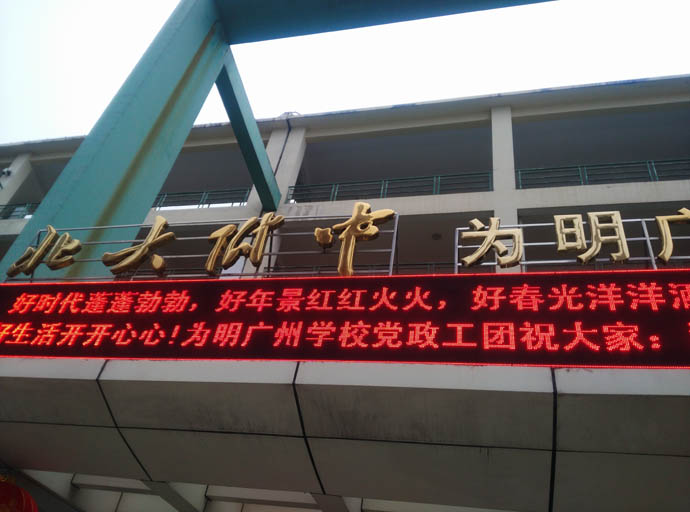 北大附中 为明广
好时代蓬蓬勃勃，好年景红红火火，好春光洋洋洒
好生活开开心心！为明广州学校党政工团祝大家：